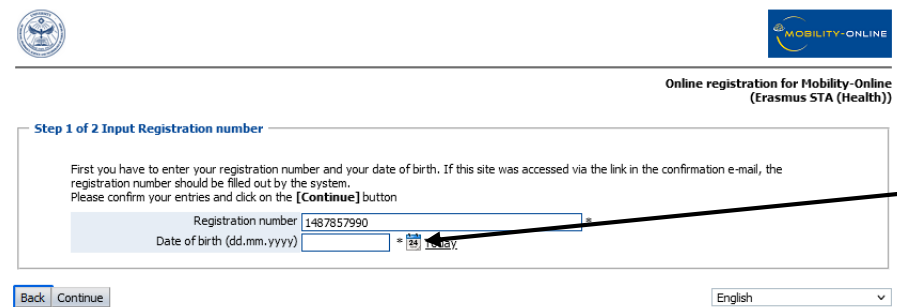 MOBILITY-ONLINE
Online registration for Mobility-Online
(Erasmus STA (Health))
Step 1 of 2 Input Registration number
First you have to enter your registration number and your date of birth. If this site was accessed via the link in the confirmation e-mail, the
registration number should be filled out by the system.
Please confirm your entries and click on the [Continue] button
Registration number 1487857990 *
Date of birth (dd.mm.yyyy) * 24 Today
Back Continue English